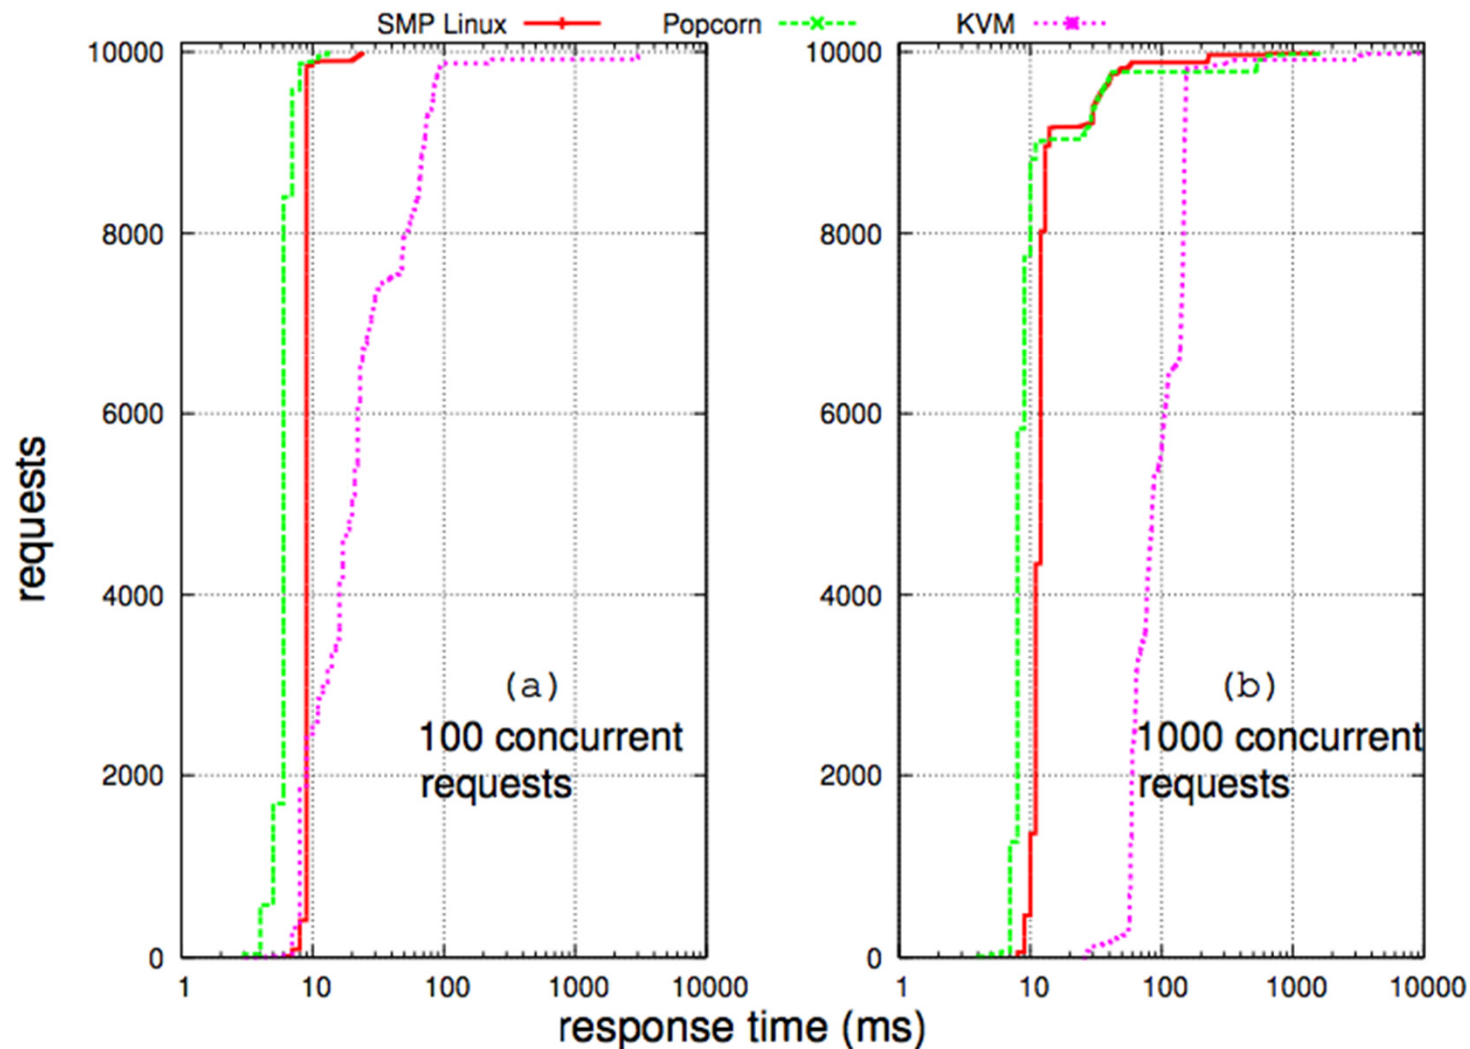 SMP Linux Popcorn KVM
10000 10000
8000 8000
6000 6000
requests
4000 4000
(a) (b)
100 concurrent 1000 concurrent
requests requests
2000 2000
0 0
1 10 100 1000 10000 1 10 100 1000 10000
response time (ms)